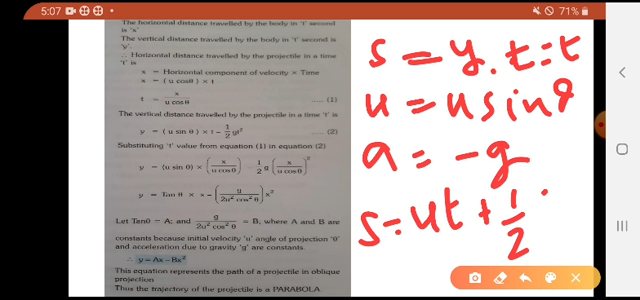 5:07
71%
The horizontal distance travelled by the body in 't' second
is 'x'
The vertical distance travelled by the body in 't' second is
'y'.
∴ Horizontal distance travelled by the projectile in a time
't' is
x = Horizontal component of velocity × Time
x = (u cosθ) × t
t = x / u cosθ ..... (1)
The vertical distance travelled by the projectile in a time 't' is
y = (u sin θ) × t − 1/2 gt² ..... (2)
Substituting 't' value from equation (1) in equation (2)
y = (u sin θ) × (x / u cosθ) − 1/2 g (x / u cosθ)²
y = Tan θ × x − (g / 2u² cos² θ) x²
Let Tanθ = A; and g / 2u² cos² θ = B; where A and B are
constants because initial velocity 'u' angle of projection 'θ'
and acceleration due to gravity 'g' are constants.
∴ y = Ax − Bx²
This equation represents the path of a projectile in oblique
projection.
Thus the trajectory of the projectile is a PARABOLA.
s = y. t = t
u = u sin θ
a = -g
s = ut + 1/2